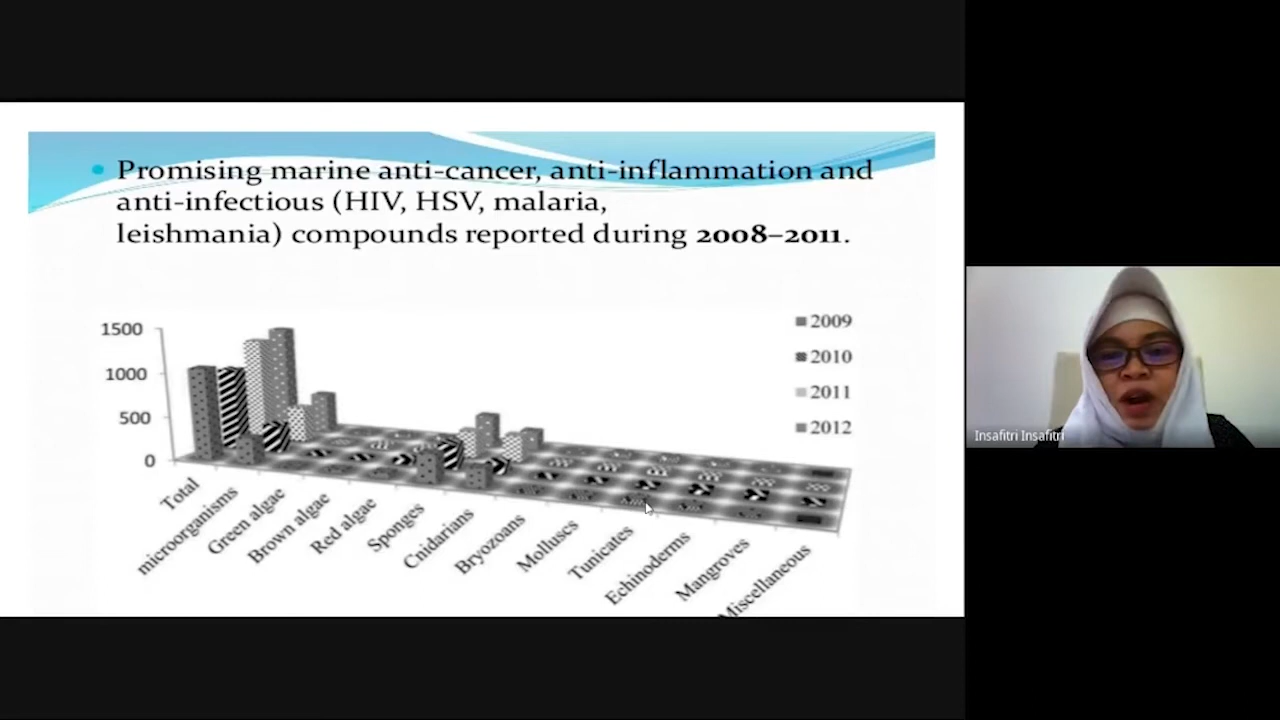 Promising marine anti-cancer, anti-inflammation and
anti-infectious (HIV, HSV, malaria,
leishmania) compounds reported during 2008–2011.
1500
1000
500
0
2009
2010
2011
2012
Total
microorganisms
Green algae
Brown algae
Red algae
Sponges
Cnidarians
Bryozoans
Molluscs
Tunicates
Echinoderms
Mangroves
Miscellaneous
Insafitri Insafitri